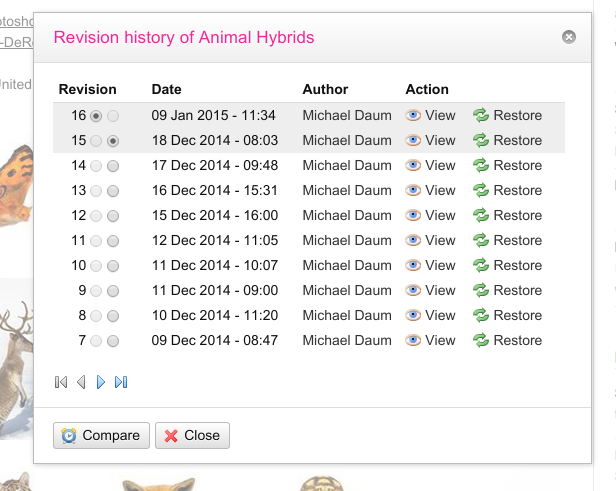 otosho
-DeRo
United
Revision history of Animal Hybrids
Revision Date Author Action
16 09 Jan 2015 - 11:34 Michael Daum View Restore
15 18 Dec 2014 - 08:03 Michael Daum View Restore
14 17 Dec 2014 - 09:48 Michael Daum View Restore
13 16 Dec 2014 - 15:31 Michael Daum View Restore
12 15 Dec 2014 - 16:00 Michael Daum View Restore
11 12 Dec 2014 - 11:05 Michael Daum View Restore
10 11 Dec 2014 - 10:07 Michael Daum View Restore
9 11 Dec 2014 - 09:00 Michael Daum View Restore
8 10 Dec 2014 - 11:20 Michael Daum View Restore
7 09 Dec 2014 - 08:47 Michael Daum View Restore
Compare Close